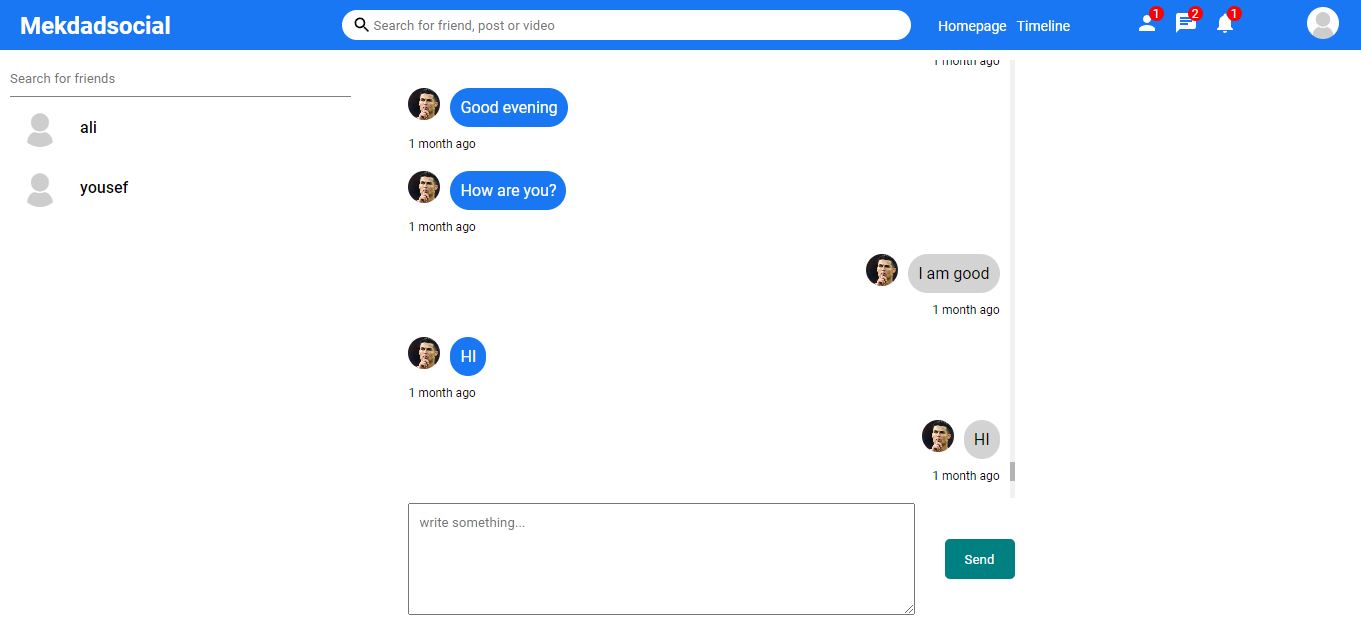 Mekdadsocial
Search for friend, post or video
Homepage Timeline
1
2
1
Search for friends
ali
yousef
1 month ago
Good evening
1 month ago
How are you?
1 month ago
I am good
1 month ago
HI
1 month ago
HI
1 month ago
write something...
Send